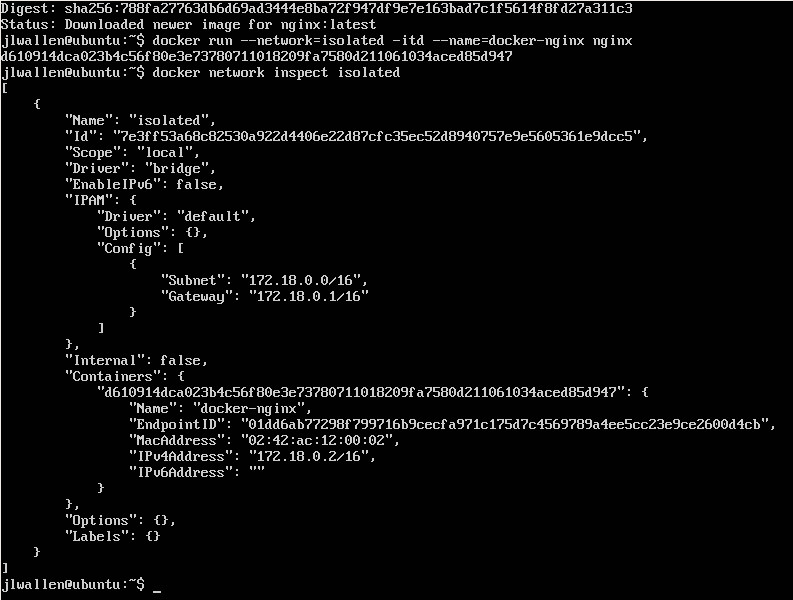 Digest: sha256:788fa27763db6d69ad3444e8ba72f947df9e7e163bad7c1f5614f8fd27a311c3
Status: Downloaded newer image for nginx:latest
jlwallen@ubuntu:~$ docker run --network=isolated -itd --name=docker-nginx nginx
d610914dca023b4c56f80e3e73780711018209fa7580d211061034aced85d947
jlwallen@ubuntu:~$ docker network inspect isolated
[
    {
        "Name": "isolated",
        "Id": "7e3ff53a68c82530a922d4406e22d87cfc35ec52d8940757e9e5605361e9dcc5",
        "Scope": "local",
        "Driver": "bridge",
        "EnableIPv6": false,
        "IPAM": {
            "Driver": "default",
            "Options": {},
            "Config": [
                {
                    "Subnet": "172.18.0.0/16",
                    "Gateway": "172.18.0.1/16"
                }
            ]
        },
        "Internal": false,
        "Containers": {
            "d610914dca023b4c56f80e3e73780711018209fa7580d211061034aced85d947": {
                "Name": "docker-nginx",
                "EndpointID": "01dd6ab77298f799716b9cecfa971c175d7c4569789a4ee5cc23e9ce2600d4cb",
                "MacAddress": "02:42:ac:12:00:02",
                "IPv4Address": "172.18.0.2/16",
                "IPv6Address": ""
            }
        },
        "Options": {},
        "Labels": {}
    }
]
jlwallen@ubuntu:~$ _